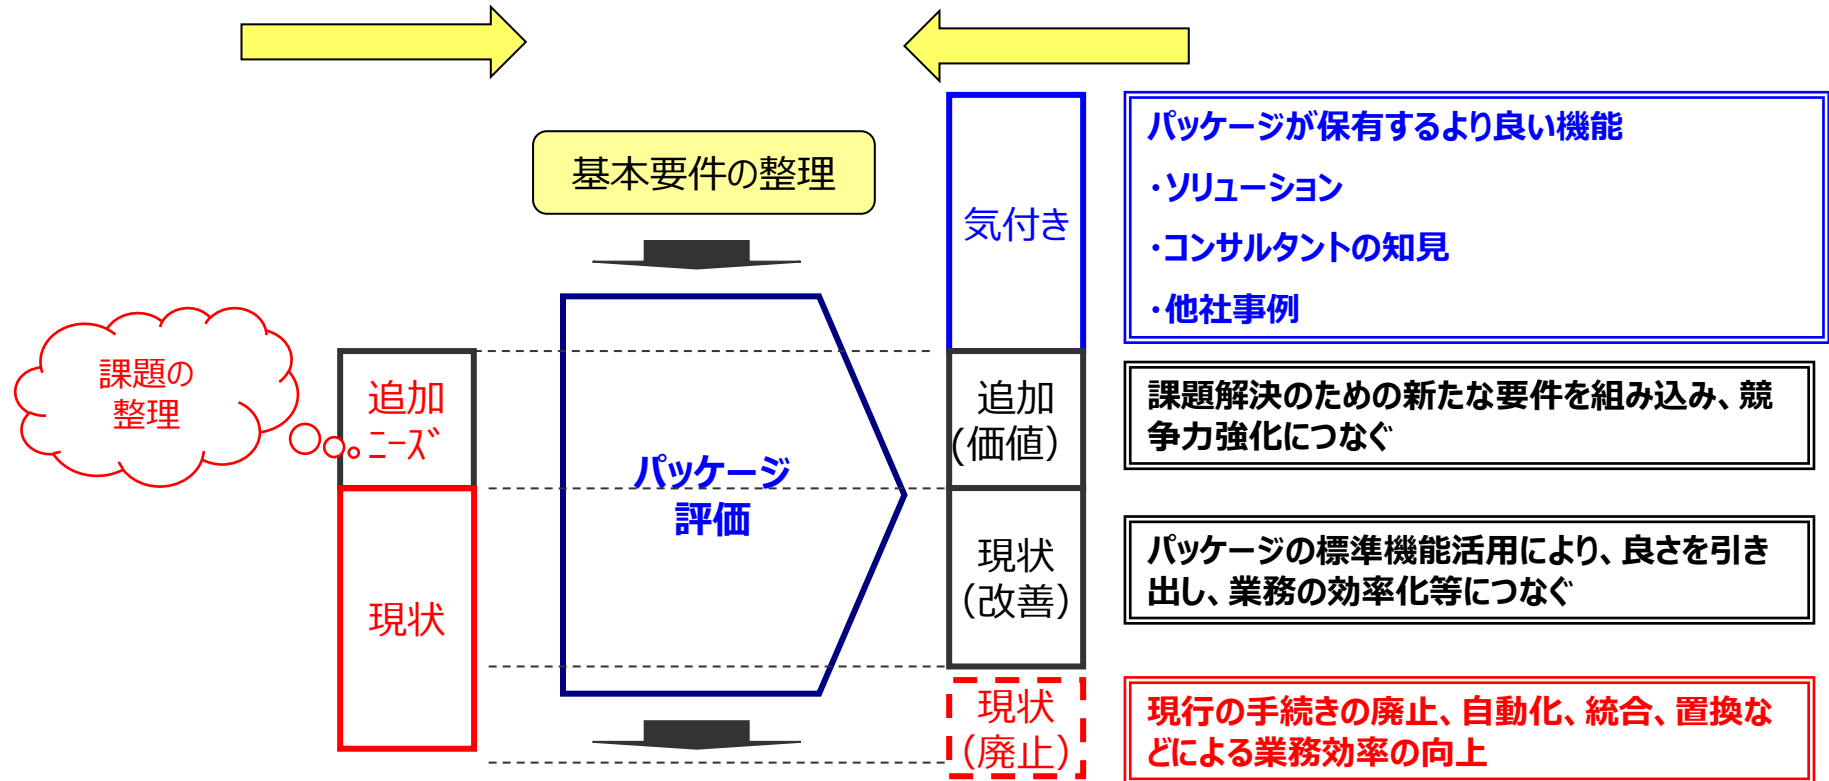 基本要件の整理
課題の
整理
追加
ﾆｰｽﾞ
現状
パッケージ
評価
気付き
追加
(価値）
現状
（改善）
現状
（廃止）
パッケージが保有するより良い機能
・ソリューション
・コンサルタントの知見
・他社事例
課題解決のための新たな要件を組み込み、競
争力強化につなぐ
パッケージの標準機能活用により、良さを引き
出し、業務の効率化等につなぐ
現行の手続きの廃止、自動化、統合、置換な
どによる業務効率の向上